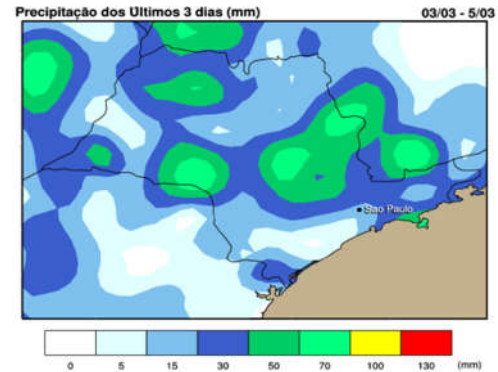 Precipitação dos Últimos 3 dias (mm) 03/03 - 5/03
São Paulo
0 5 15 30 50 70 100 130 (mm)